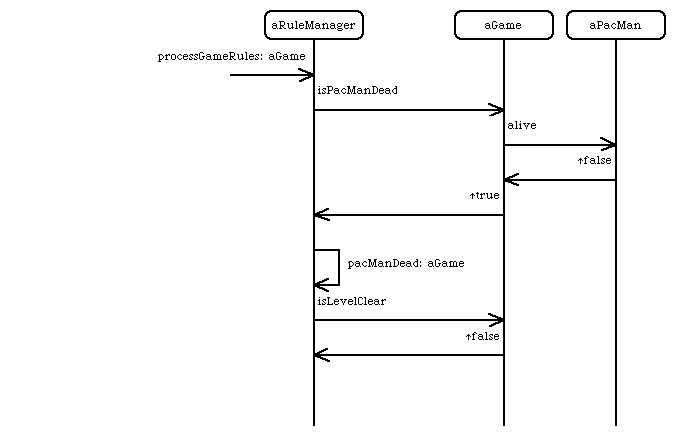 aRuleManager
aGame
aPacMan
processGameRules: aGame
isPacManDead
alive
↑false
↑true
pacManDead: aGame
isLevelClear
↑false